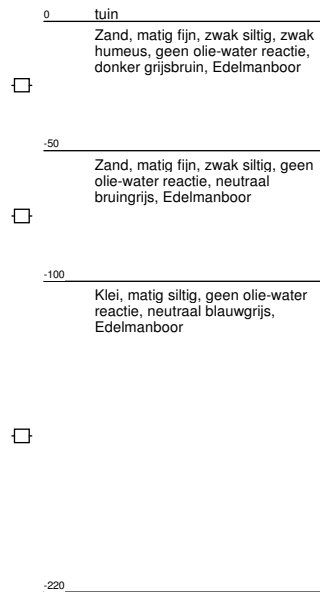 0 tuin
Zand, matig fijn, zwak siltig, zwak
humeus, geen olie-water reactie,
donker grijsbruin, Edelmanboor
-50
Zand, matig fijn, zwak siltig, geen
olie-water reactie, neutraal
bruingrijs, Edelmanboor
-100
Klei, matig siltig, geen olie-water
reactie, neutraal blauwgrijs,
Edelmanboor
-220